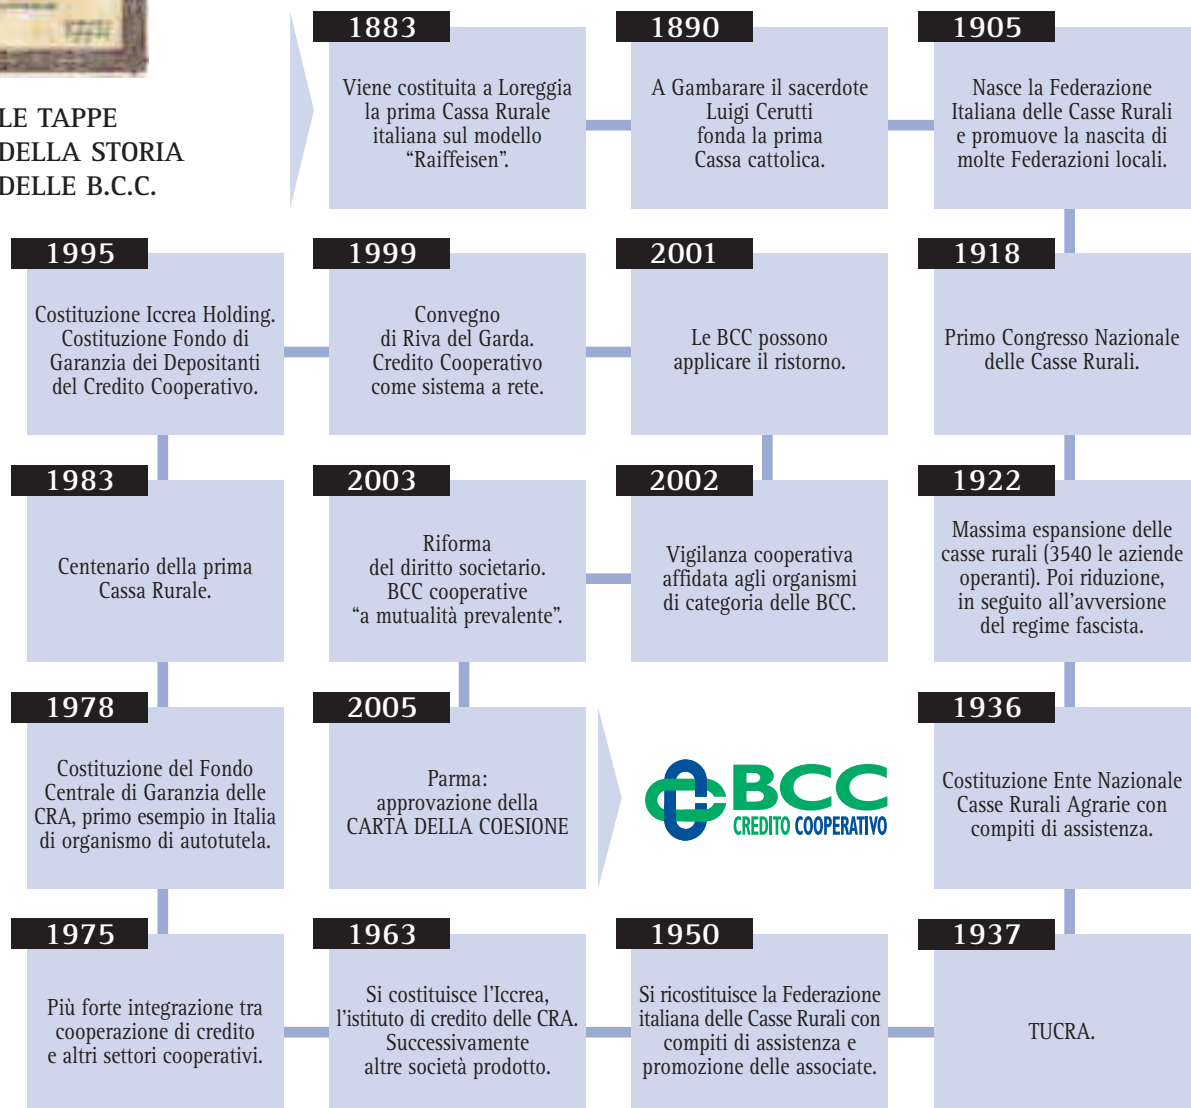 LE TAPPE
DELLA STORIA
DELLE B.C.C.
1883
Viene costituita a Loreggia
la prima Cassa Rurale
italiana sul modello
“Raiffeisen”.
1890
A Gambarare il sacerdote
Luigi Cerutti
fonda la prima
Cassa cattolica.
1905
Nasce la Federazione
Italiana delle Casse Rurali
e promuove la nascita di
molte Federazioni locali.
1918
Primo Congresso Nazionale
delle Casse Rurali.
1922
Massima espansione delle
casse rurali (3540 le aziende
operanti). Poi riduzione,
in seguito all'avversione
del regime fascista.
1936
Costituzione Ente Nazionale
Casse Rurali Agrarie con
compiti di assistenza.
1937
TUCRA.
1950
Si ricostituisce la Federazione
italiana delle Casse Rurali con
compiti di assistenza e
promozione delle associate.
1963
Si costituisce l'Iccrea,
l'istituto di credito delle CRA.
Successivamente
altre società prodotto.
1975
Più forte integrazione tra
cooperazione di credito
e altri settori cooperativi.
1978
Costituzione del Fondo
Centrale di Garanzia delle
CRA, primo esempio in Italia
di organismo di autotutela.
1983
Centenario della prima
Cassa Rurale.
1995
Costituzione Iccrea Holding.
Costituzione Fondo di
Garanzia dei Depositanti
del Credito Cooperativo.
1999
Convegno
di Riva del Garda.
Credito Cooperativo
come sistema a rete.
2001
Le BCC possono
applicare il ristorno.
2002
Vigilanza cooperativa
affidata agli organismi
di categoria delle BCC.
2003
Riforma
del diritto societario.
BCC cooperative
“a mutualità prevalente”.
2005
Parma:
approvazione della
CARTA DELLA COESIONE
BCC
CREDITO COOPERATIVO